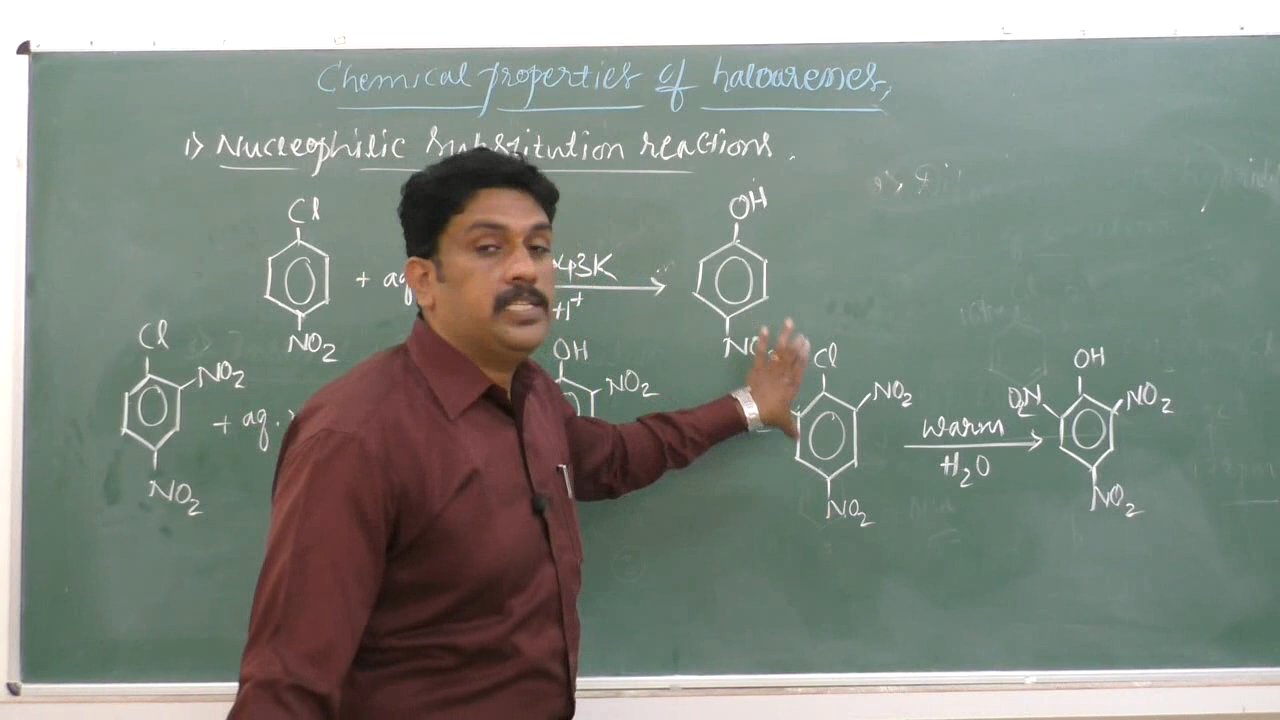 Chemical properties of haloarenes,
1) Nucleophilic substitution reactions.
Cl
OH
+ aq
43K
H+
NO2
Cl
NO2
+ aq.
NO2
OH
NO2
Cl
NO2
NO2
warm
H2O
OH
O2N
NO2
NO2